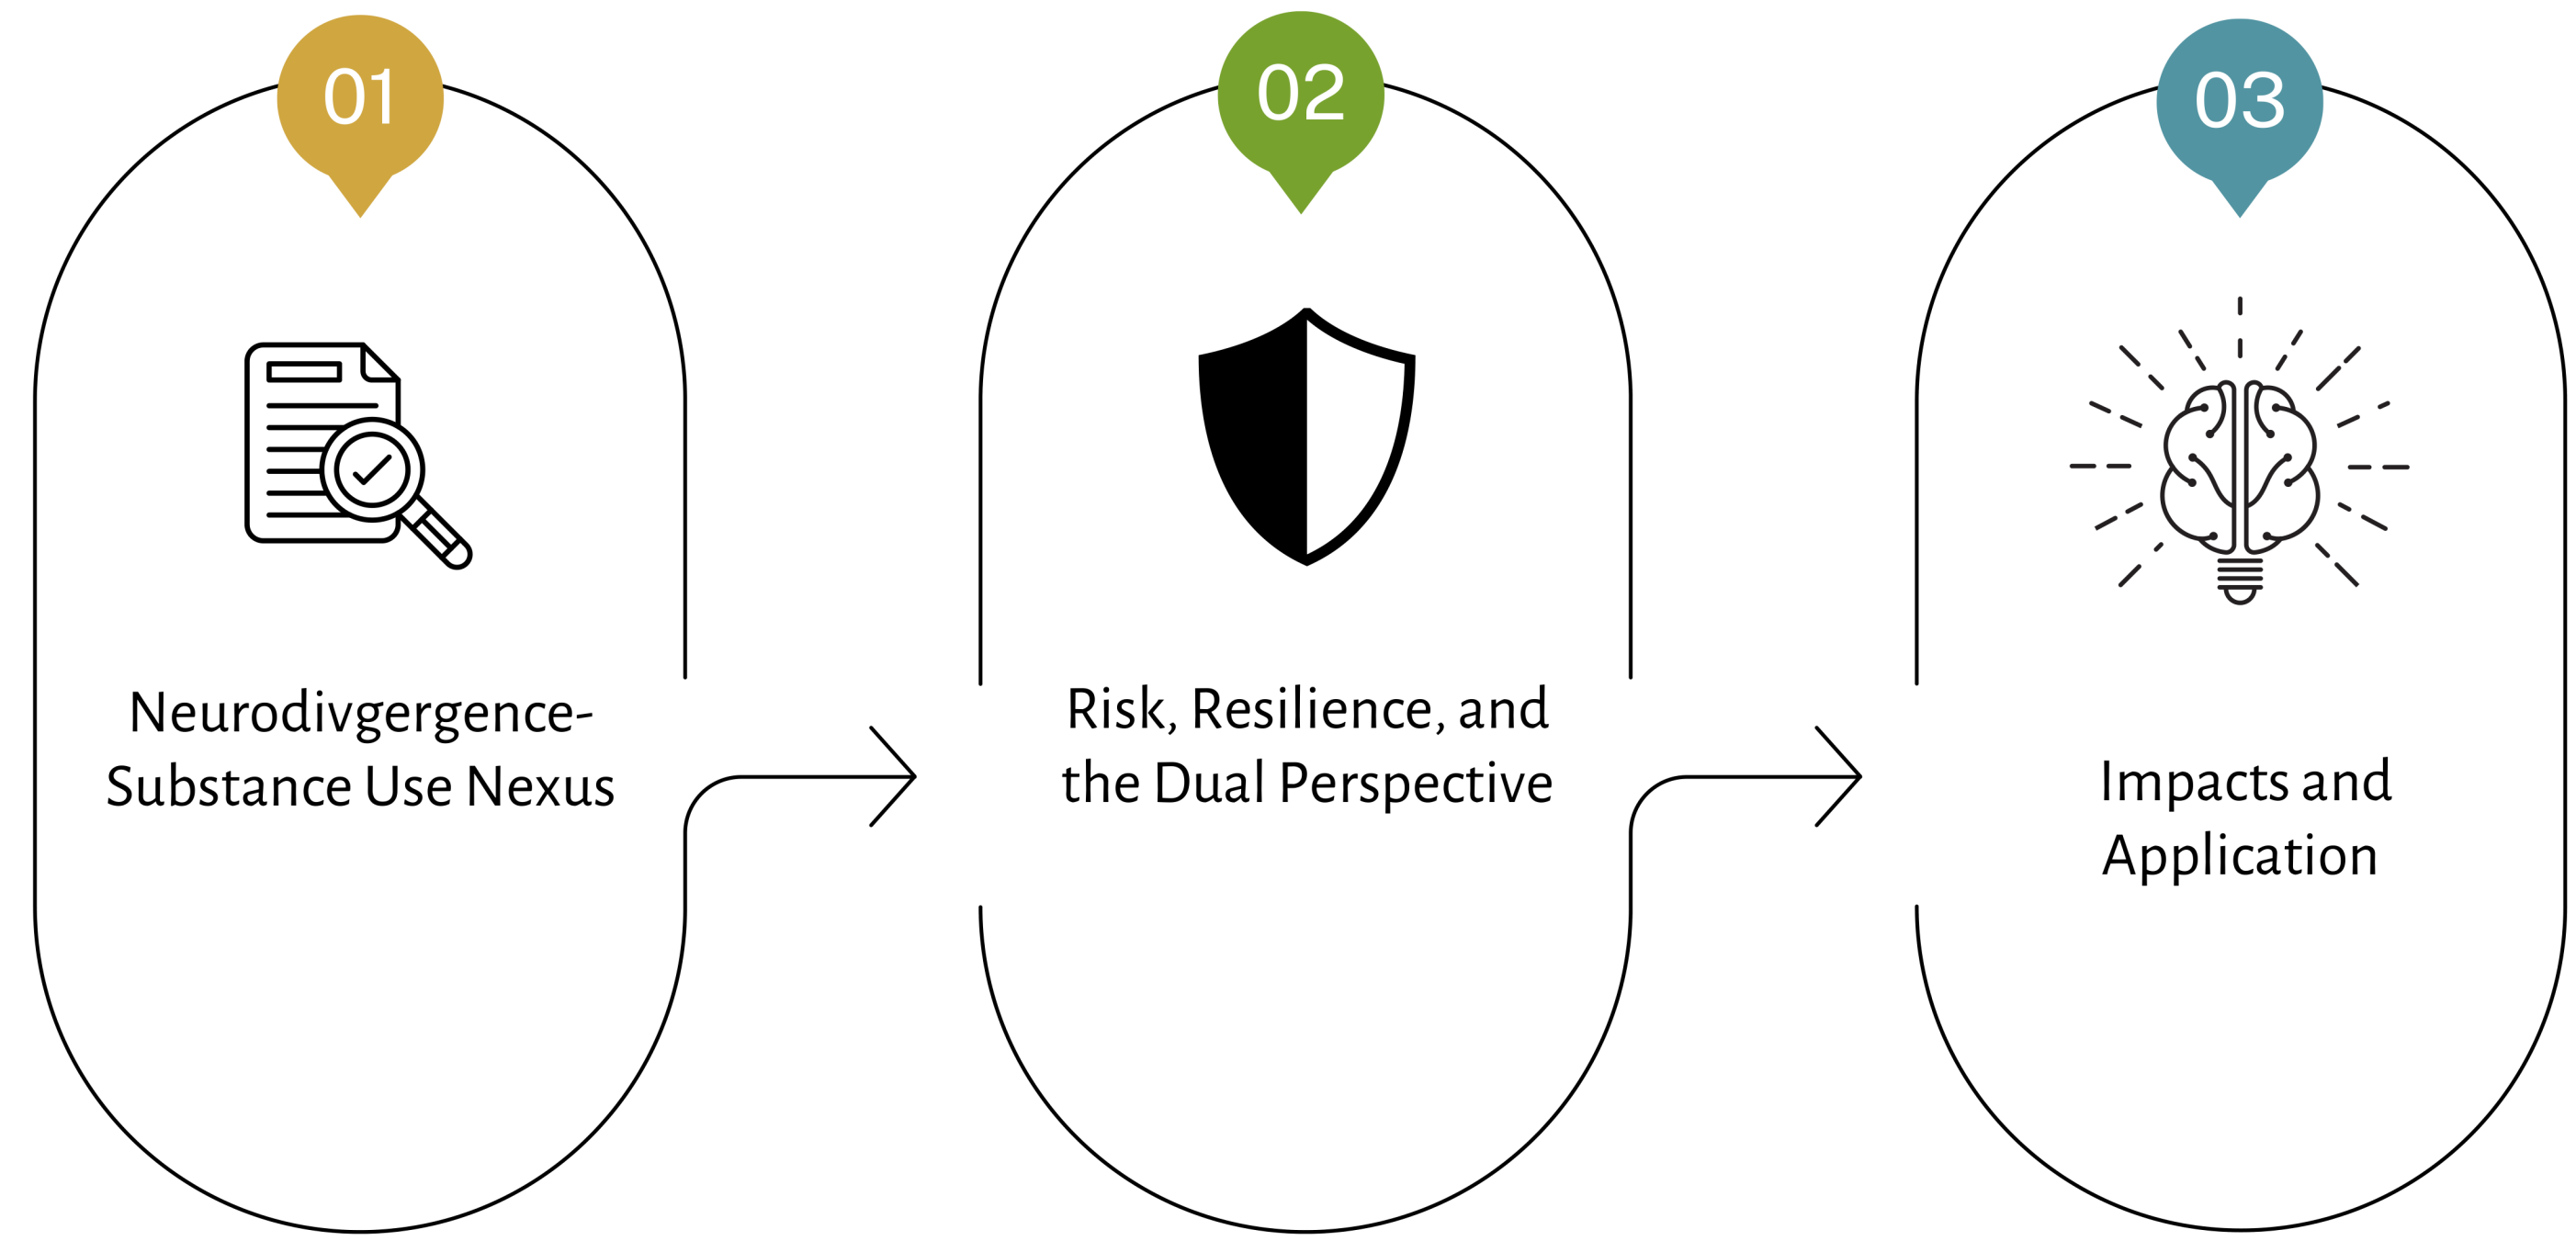 01
Neurodivgergence-
Substance Use Nexus
02
Risk, Resilience, and
the Dual Perspective
03
Impacts and
Application